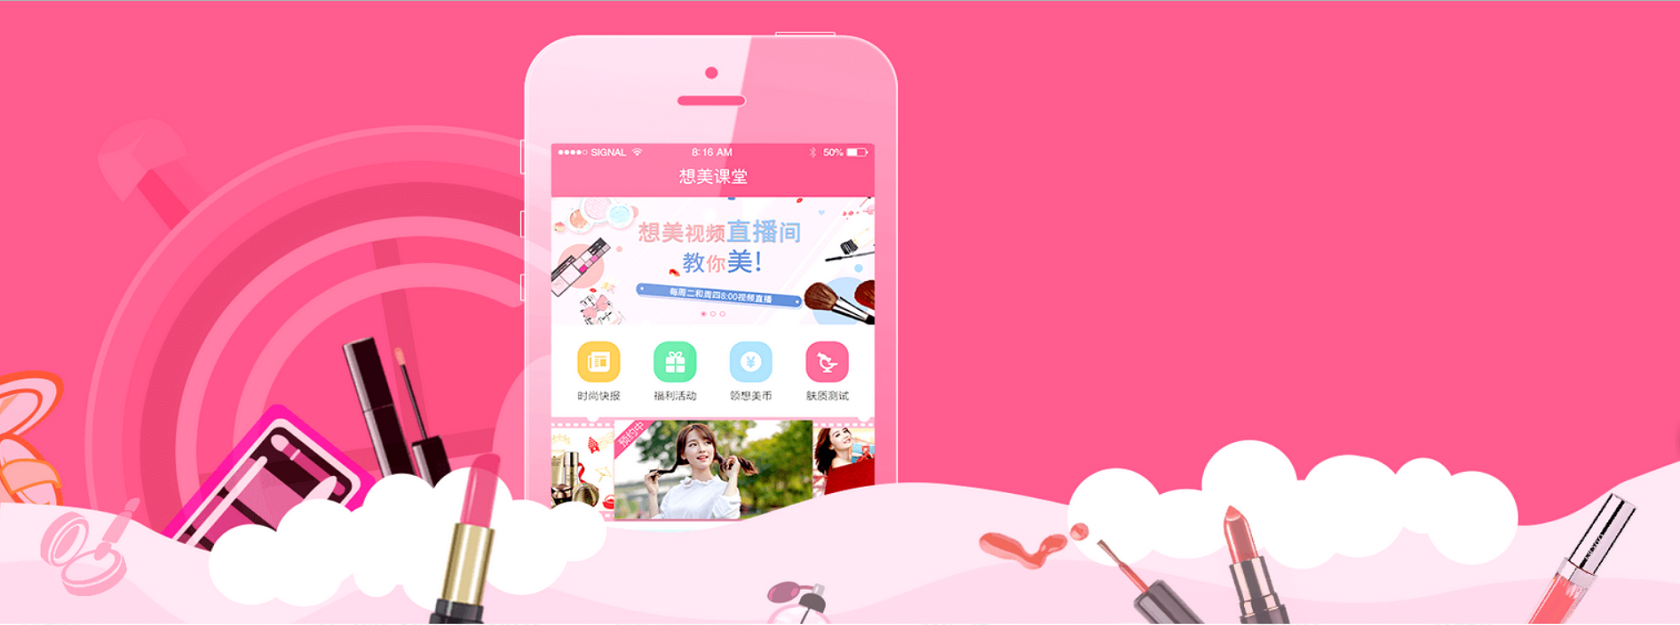 SIGNAL 8:16 AM 50%
想美课堂
想美视频直播间
教你美!
每周二和周四8:00视频直播
时尚快报 福利活动 领想美币 肤质测试
预约中